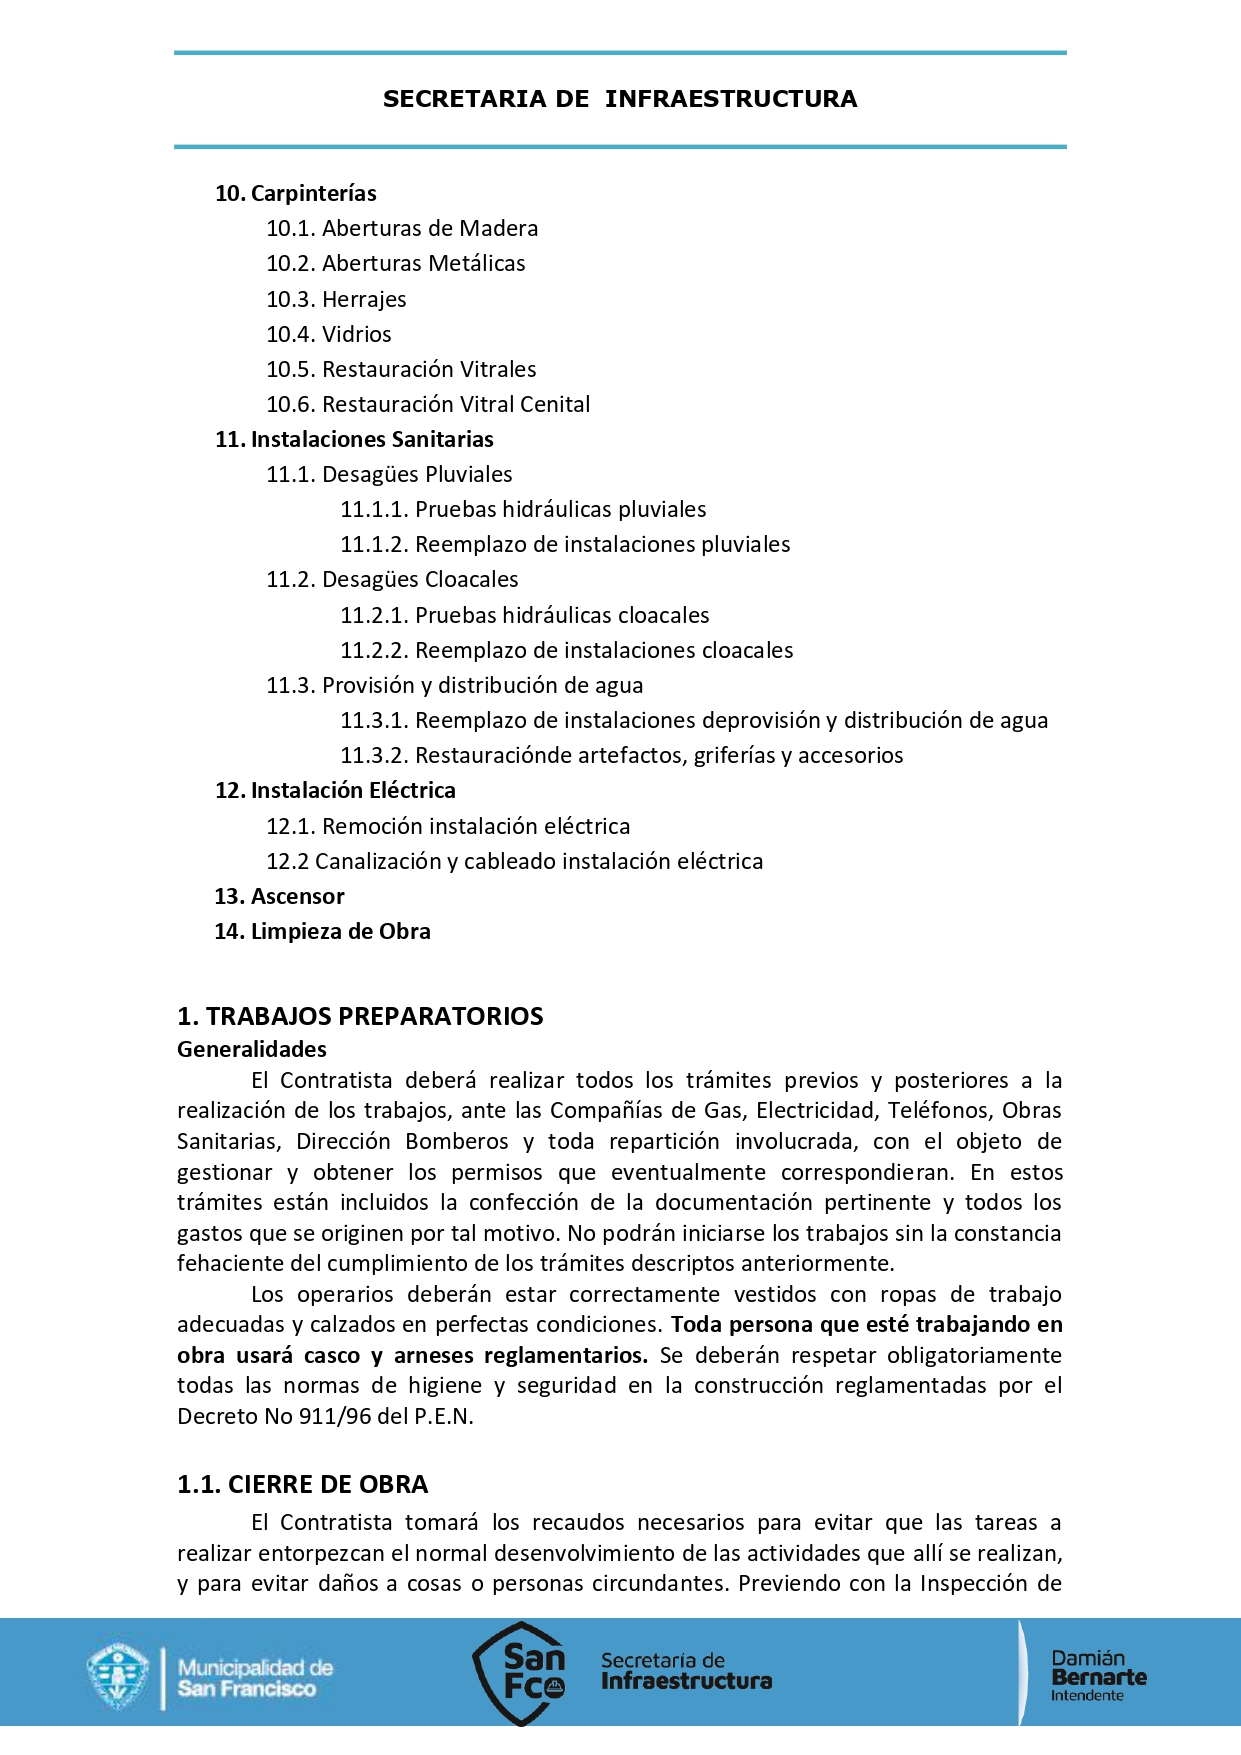 SECRETARIA DE INFRAESTRUCTURA
10. Carpinterías
10.1. Aberturas de Madera
10.2. Aberturas Metálicas
10.3. Herrajes
10.4. Vidrios
10.5. Restauración Vitrales
10.6. Restauración Vitral Cenital
11. Instalaciones Sanitarias
11.1. Desagües Pluviales
11.1.1. Pruebas hidráulicas pluviales
11.1.2. Reemplazo de instalaciones pluviales
11.2. Desagües Cloacales
11.2.1. Pruebas hidráulicas cloacales
11.2.2. Reemplazo de instalaciones cloacales
11.3. Provisión y distribución de agua
11.3.1. Reemplazo de instalaciones deprovisión y distribución de agua
11.3.2. Restauraciónde artefactos, griferías y accesorios
12. Instalación Eléctrica
12.1. Remoción instalación eléctrica
12.2 Canalización y cableado instalación eléctrica
13. Ascensor
14. Limpieza de Obra
1. TRABAJOS PREPARATORIOS
Generalidades
El Contratista deberá realizar todos los trámites previos y posteriores a la
realización de los trabajos, ante las Compañías de Gas, Electricidad, Teléfonos, Obras
Sanitarias, Dirección Bomberos y toda repartición involucrada, con el objeto de
gestionar y obtener los permisos que eventualmente correspondieran. En estos
trámites están incluidos la confección de la documentación pertinente y todos los
gastos que se originen por tal motivo. No podrán iniciarse los trabajos sin la constancia
fehaciente del cumplimiento de los trámites descriptos anteriormente.
Los operarios deberán estar correctamente vestidos con ropas de trabajo
adecuadas y calzados en perfectas condiciones. Toda persona que esté trabajando en
obra usará casco y arneses reglamentarios. Se deberán respetar obligatoriamente
todas las normas de higiene y seguridad en la construcción reglamentadas por el
Decreto No 911/96 del P.E.N.
1.1. CIERRE DE OBRA
El Contratista tomará los recaudos necesarios para evitar que las tareas a
realizar entorpezcan el normal desenvolvimiento de las actividades que allí se realizan,
y para evitar daños a cosas o personas circundantes. Previendo con la Inspección de
Municipalidad de
San Francisco
San
Fco
Secretaría de
Infraestructura
Damián
Bernarte
Intendente